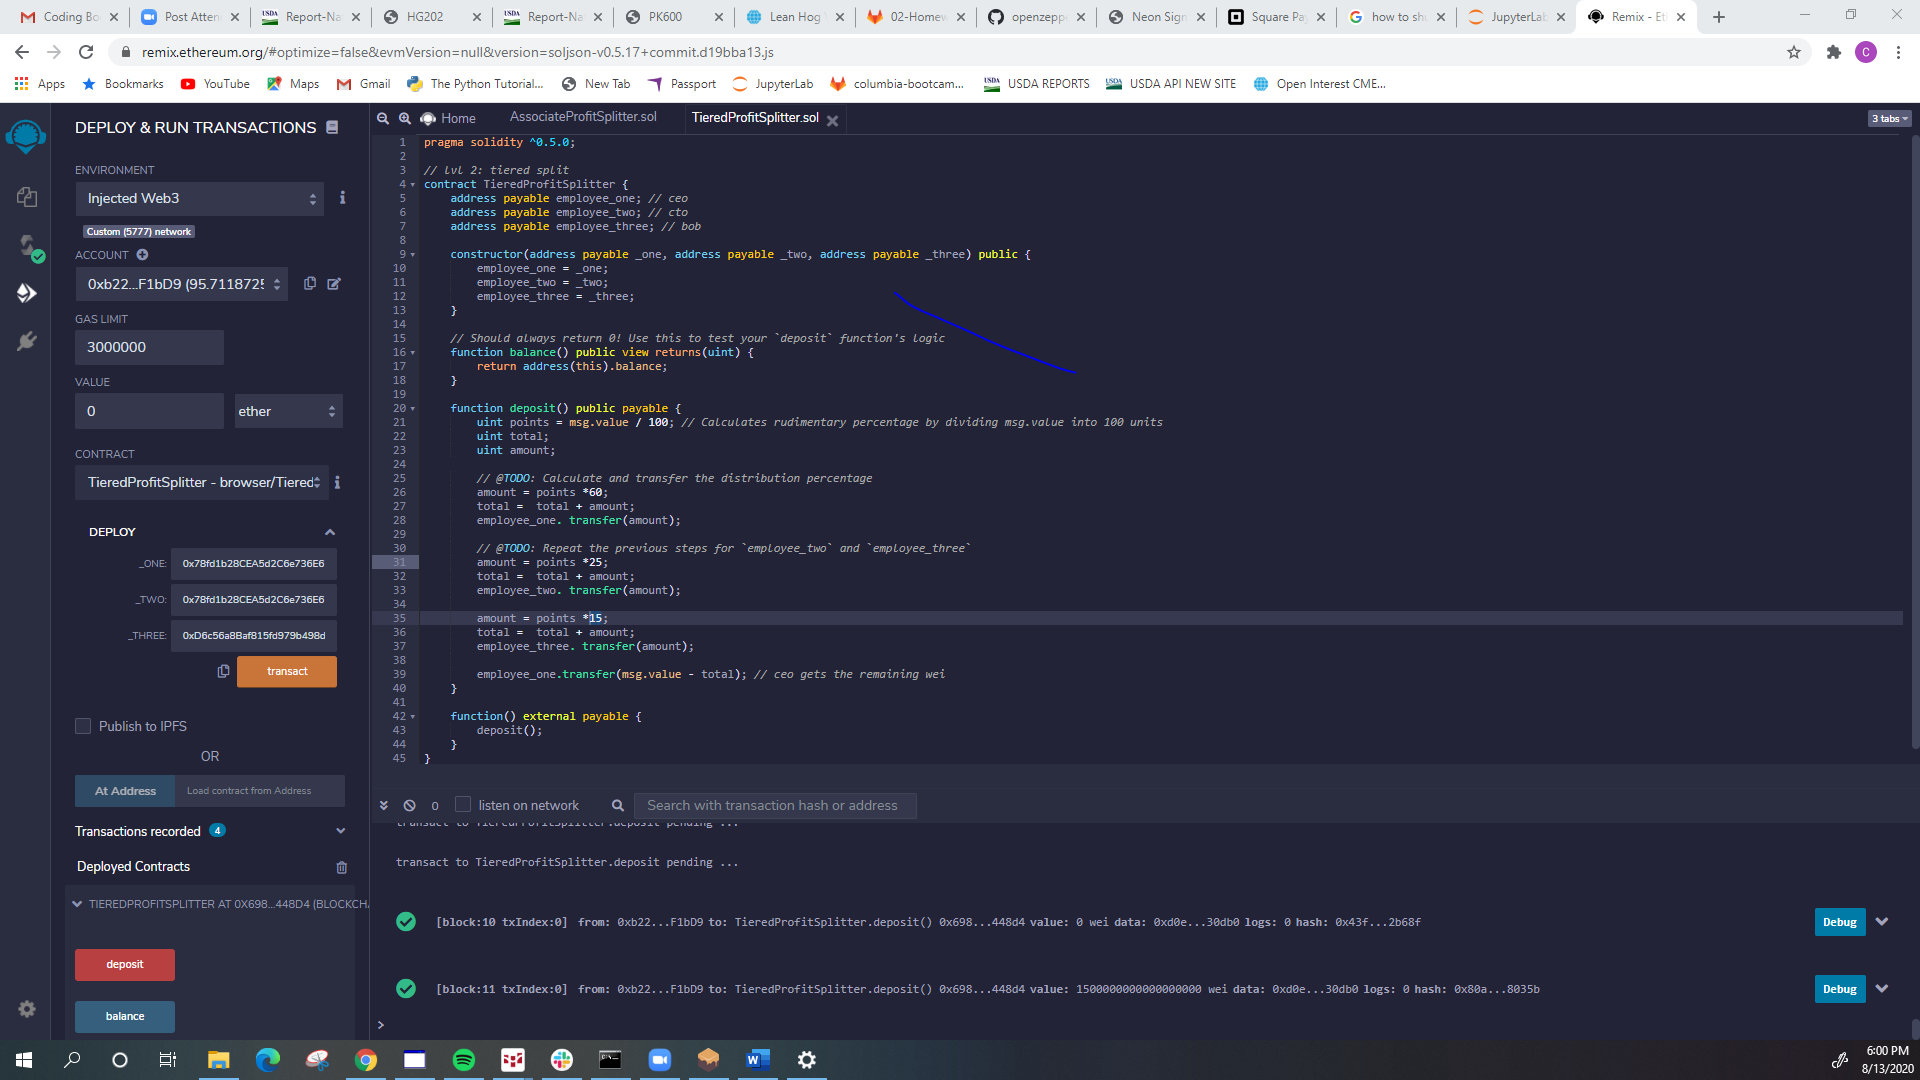 Coding Bo
Post Atten
Report-Na
HG202
Report-Na
PK600
Lean Hog
02-Homew
openzepp
Neon Sign
Square Pa
how to sh
JupyterLab
Remix - Et
remix.ethereum.org/#optimize=false&evmVersion=null&version=soljson-v0.5.17+commit.d19bba13.js
C
Apps
Bookmarks
YouTube
Maps
Gmail
The Python Tutorial...
New Tab
Passport
JupyterLab
columbia-bootcam...
USDA REPORTS
USDA API NEW SITE
Open Interest CME...
DEPLOY & RUN TRANSACTIONS
ENVIRONMENT
Injected Web3
Custom (5777) network
ACCOUNT
0xb22...F1bD9 (95.7118725
GAS LIMIT
3000000
VALUE
0
ether
CONTRACT
TieredProfitSplitter - browser/Tiered
DEPLOY
_ONE: 0x78fd1b28CEA5d2C6e736E6
_TWO: 0x78fd1b28CEA5d2C6e736E6
_THREE: 0xD6c56a8Baf815fd979b498d
transact
Publish to IPFS
OR
At Address
Load contract from Address
Transactions recorded 4
Deployed Contracts
TIEREDPROFITSPLITTER AT 0X698...448D4 (BLOCKCHA
deposit
balance
Home
AssociateProfitSplitter.sol
TieredProfitSplitter.sol
3 tabs
1 pragma solidity ^0.5.0;
2
3 // lvl 2: tiered split
4 contract TieredProfitSplitter {
5 address payable employee_one; // ceo
6 address payable employee_two; // cto
7 address payable employee_three; // bob
8
9 constructor(address payable _one, address payable _two, address payable _three) public {
10 employee_one = _one;
11 employee_two = _two;
12 employee_three = _three;
13 }
14
15 // Should always return 0! Use this to test your `deposit` function's logic
16 function balance() public view returns(uint) {
17 return address(this).balance;
18 }
19
20 function deposit() public payable {
21 uint points = msg.value / 100; // Calculates rudimentary percentage by dividing msg.value into 100 units
22 uint total;
23 uint amount;
24
25 // @TODO: Calculate and transfer the distribution percentage
26 amount = points *60;
27 total =  total + amount;
28 employee_one. transfer(amount);
29
30 // @TODO: Repeat the previous steps for `employee_two` and `employee_three`
31 amount = points *25;
32 total =  total + amount;
33 employee_two. transfer(amount);
34
35 amount = points *15;
36 total =  total + amount;
37 employee_three. transfer(amount);
38
39 employee_one.transfer(msg.value - total); // ceo gets the remaining wei
40 }
41
42 function() external payable {
43 deposit();
44 }
45 }
0
listen on network
Search with transaction hash or address
transact to TieredProfitSplitter.deposit pending ...
transact to TieredProfitSplitter.deposit pending ...
[block:10 txIndex:0] from: 0xb22...F1bD9 to: TieredProfitSplitter.deposit() 0x698...448d4 value: 0 wei data: 0xd0e...30db0 logs: 0 hash: 0x43f...2b68f
Debug
[block:11 txIndex:0] from: 0xb22...F1bD9 to: TieredProfitSplitter.deposit() 0x698...448d4 value: 1500000000000000000 wei data: 0xd0e...30db0 logs: 0 hash: 0x80a...8035b
Debug
>
6:00 PM
8/13/2020